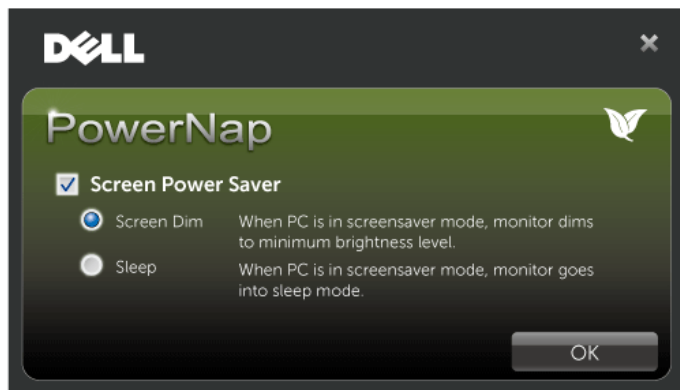 DELL
PowerNap
Screen Power Saver
Screen Dim When PC is in screensaver mode, monitor dims
to minimum brightness level.
Sleep When PC is in screensaver mode, monitor goes
into sleep mode.
OK